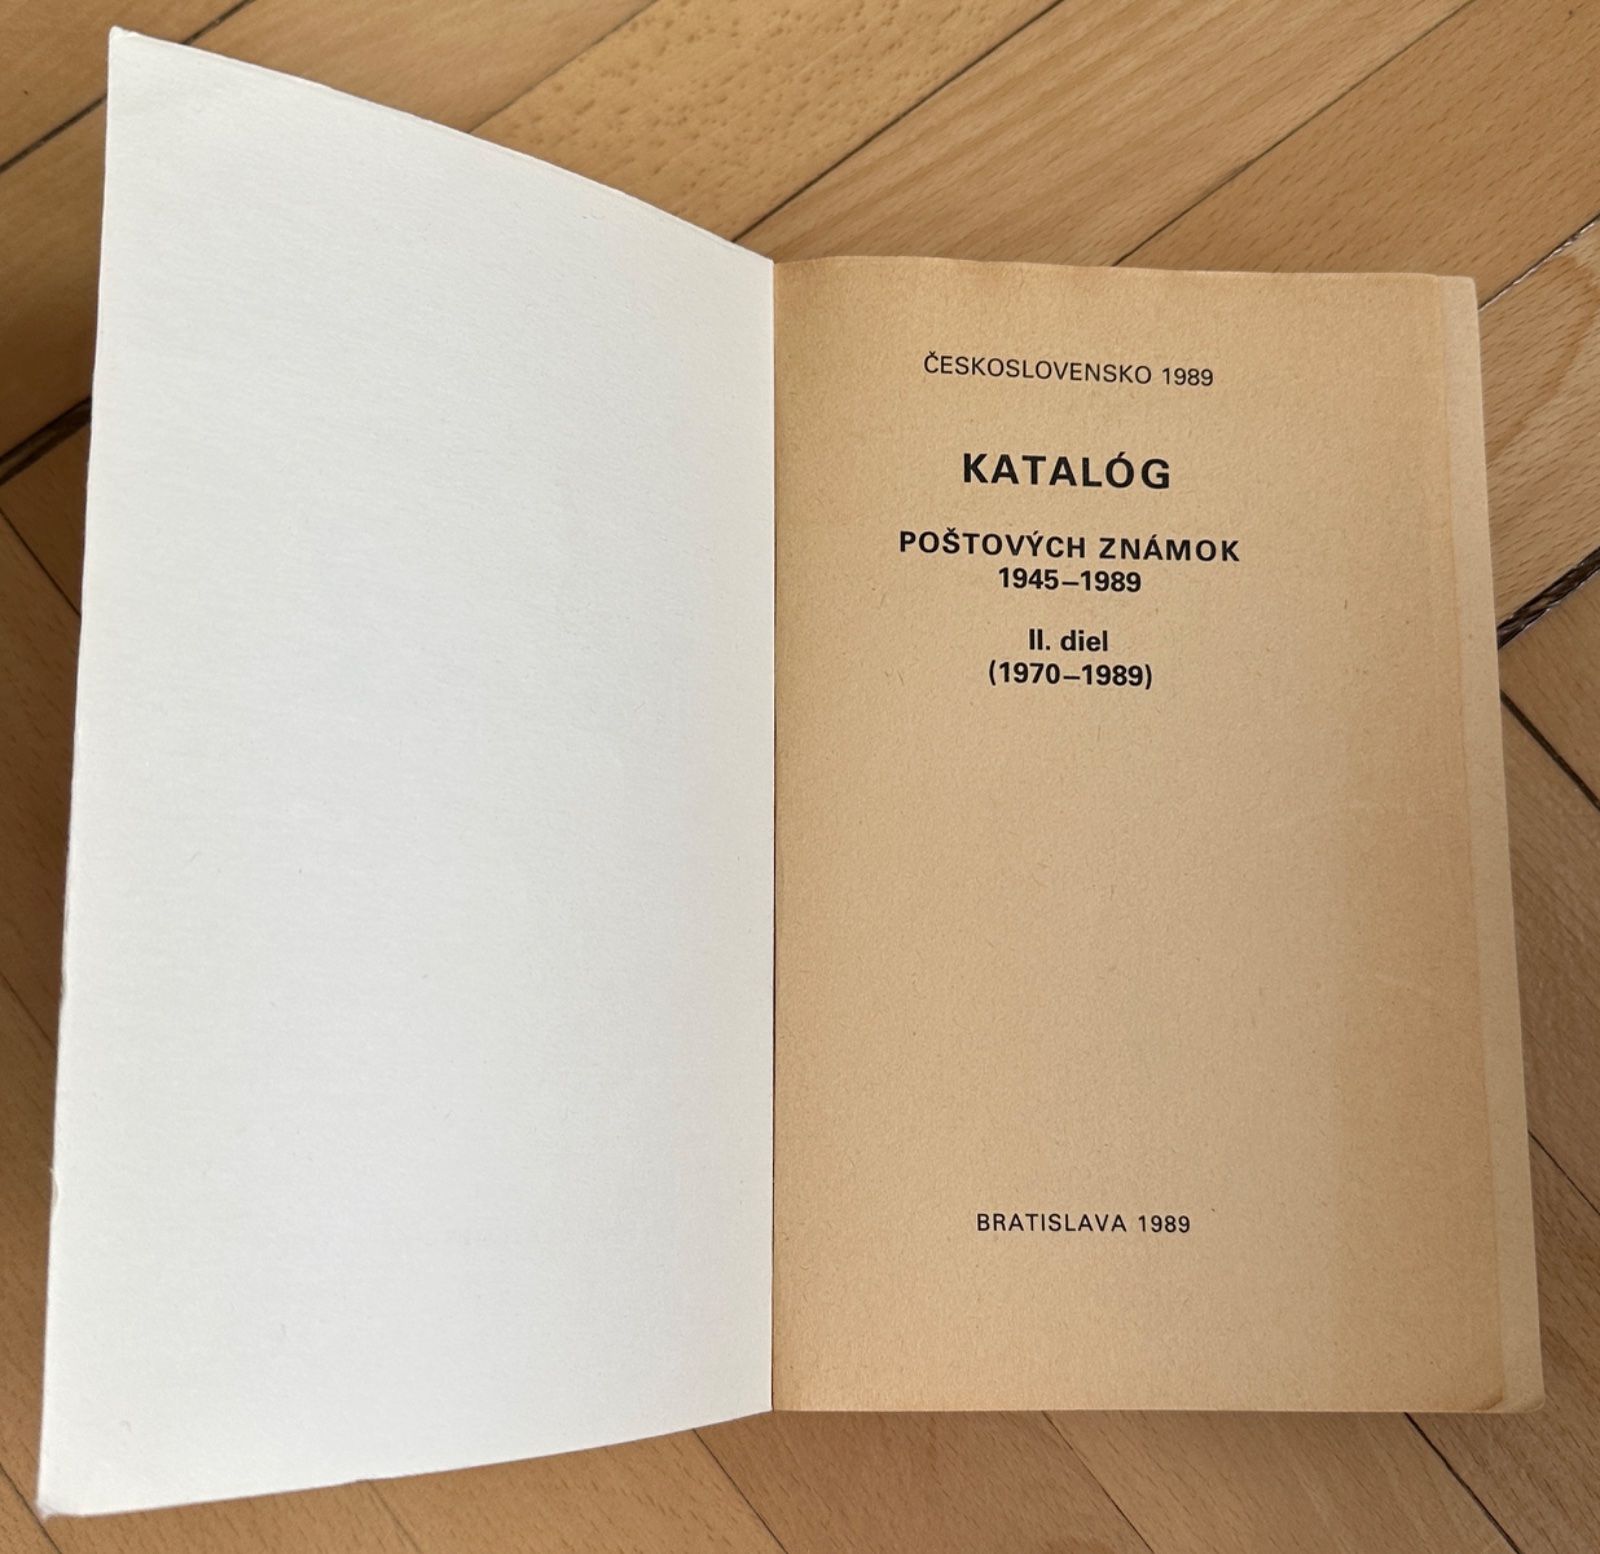 ČESKOSLOVENSKO 1989
KATALÓG
POŠTOVÝCH ZNÁMOK
1945–1989
II. diel
(1970–1989)
BRATISLAVA 1989